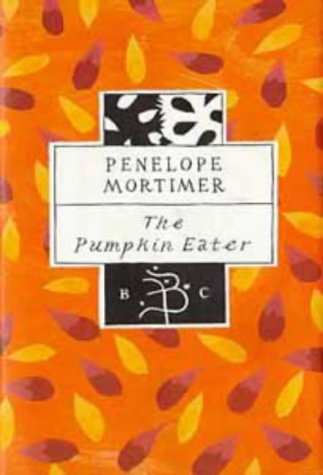 PENELOPE
MORTIMER
The
Pumpkin Eater
B C